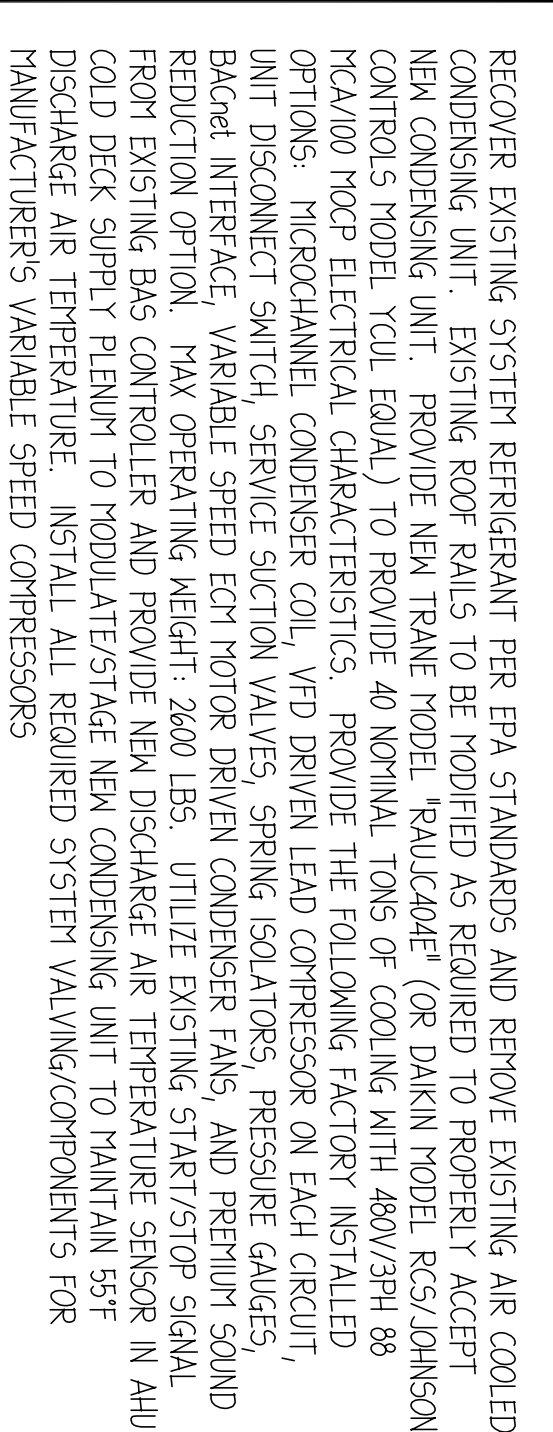 RECOVER EXISTING SYSTEM REFRIGERANT PER EPA STANDARDS AND REMOVE EXISTING AIR COOLED
CONDENSING UNIT.  EXISTING ROOF RAILS TO BE MODIFIED AS REQUIRED TO PROPERLY ACCEPT
NEW CONDENSING UNIT.  PROVIDE NEW TRANE MODEL "RAUJC404E" (OR DAIKIN MODEL RCS/JOHNSON
CONTROLS MODEL YCUL EQUAL) TO PROVIDE 40 NOMINAL TONS OF COOLING WITH 480V/3PH 88
MCA/100 MOCP ELECTRICAL CHARACTERISTICS.  PROVIDE THE FOLLOWING FACTORY INSTALLED
OPTIONS:  MICROCHANNEL CONDENSER COIL, VFD DRIVEN LEAD COMPRESSOR ON EACH CIRCUIT,
UNIT DISCONNECT SWITCH, SERVICE SUCTION VALVES, SPRING ISOLATORS, PRESSURE GAUGES,
BACnet INTERFACE, VARIABLE SPEED ECM MOTOR DRIVEN CONDENSER FANS, AND PREMIUM SOUND
REDUCTION OPTION.  MAX OPERATING WEIGHT: 2600 LBS.  UTILIZE EXISTING START/STOP SIGNAL
FROM EXISTING BAS CONTROLLER AND PROVIDE NEW DISCHARGE AIR TEMPERATURE SENSOR IN AHU
COLD DECK SUPPLY PLENUM TO MODULATE/STAGE NEW CONDENSING UNIT TO MAINTAIN 55°F
DISCHARGE AIR TEMPERATURE.  INSTALL ALL REQUIRED SYSTEM VALVING/COMPONENTS FOR
MANUFACTURER'S VARIABLE SPEED COMPRESSORS